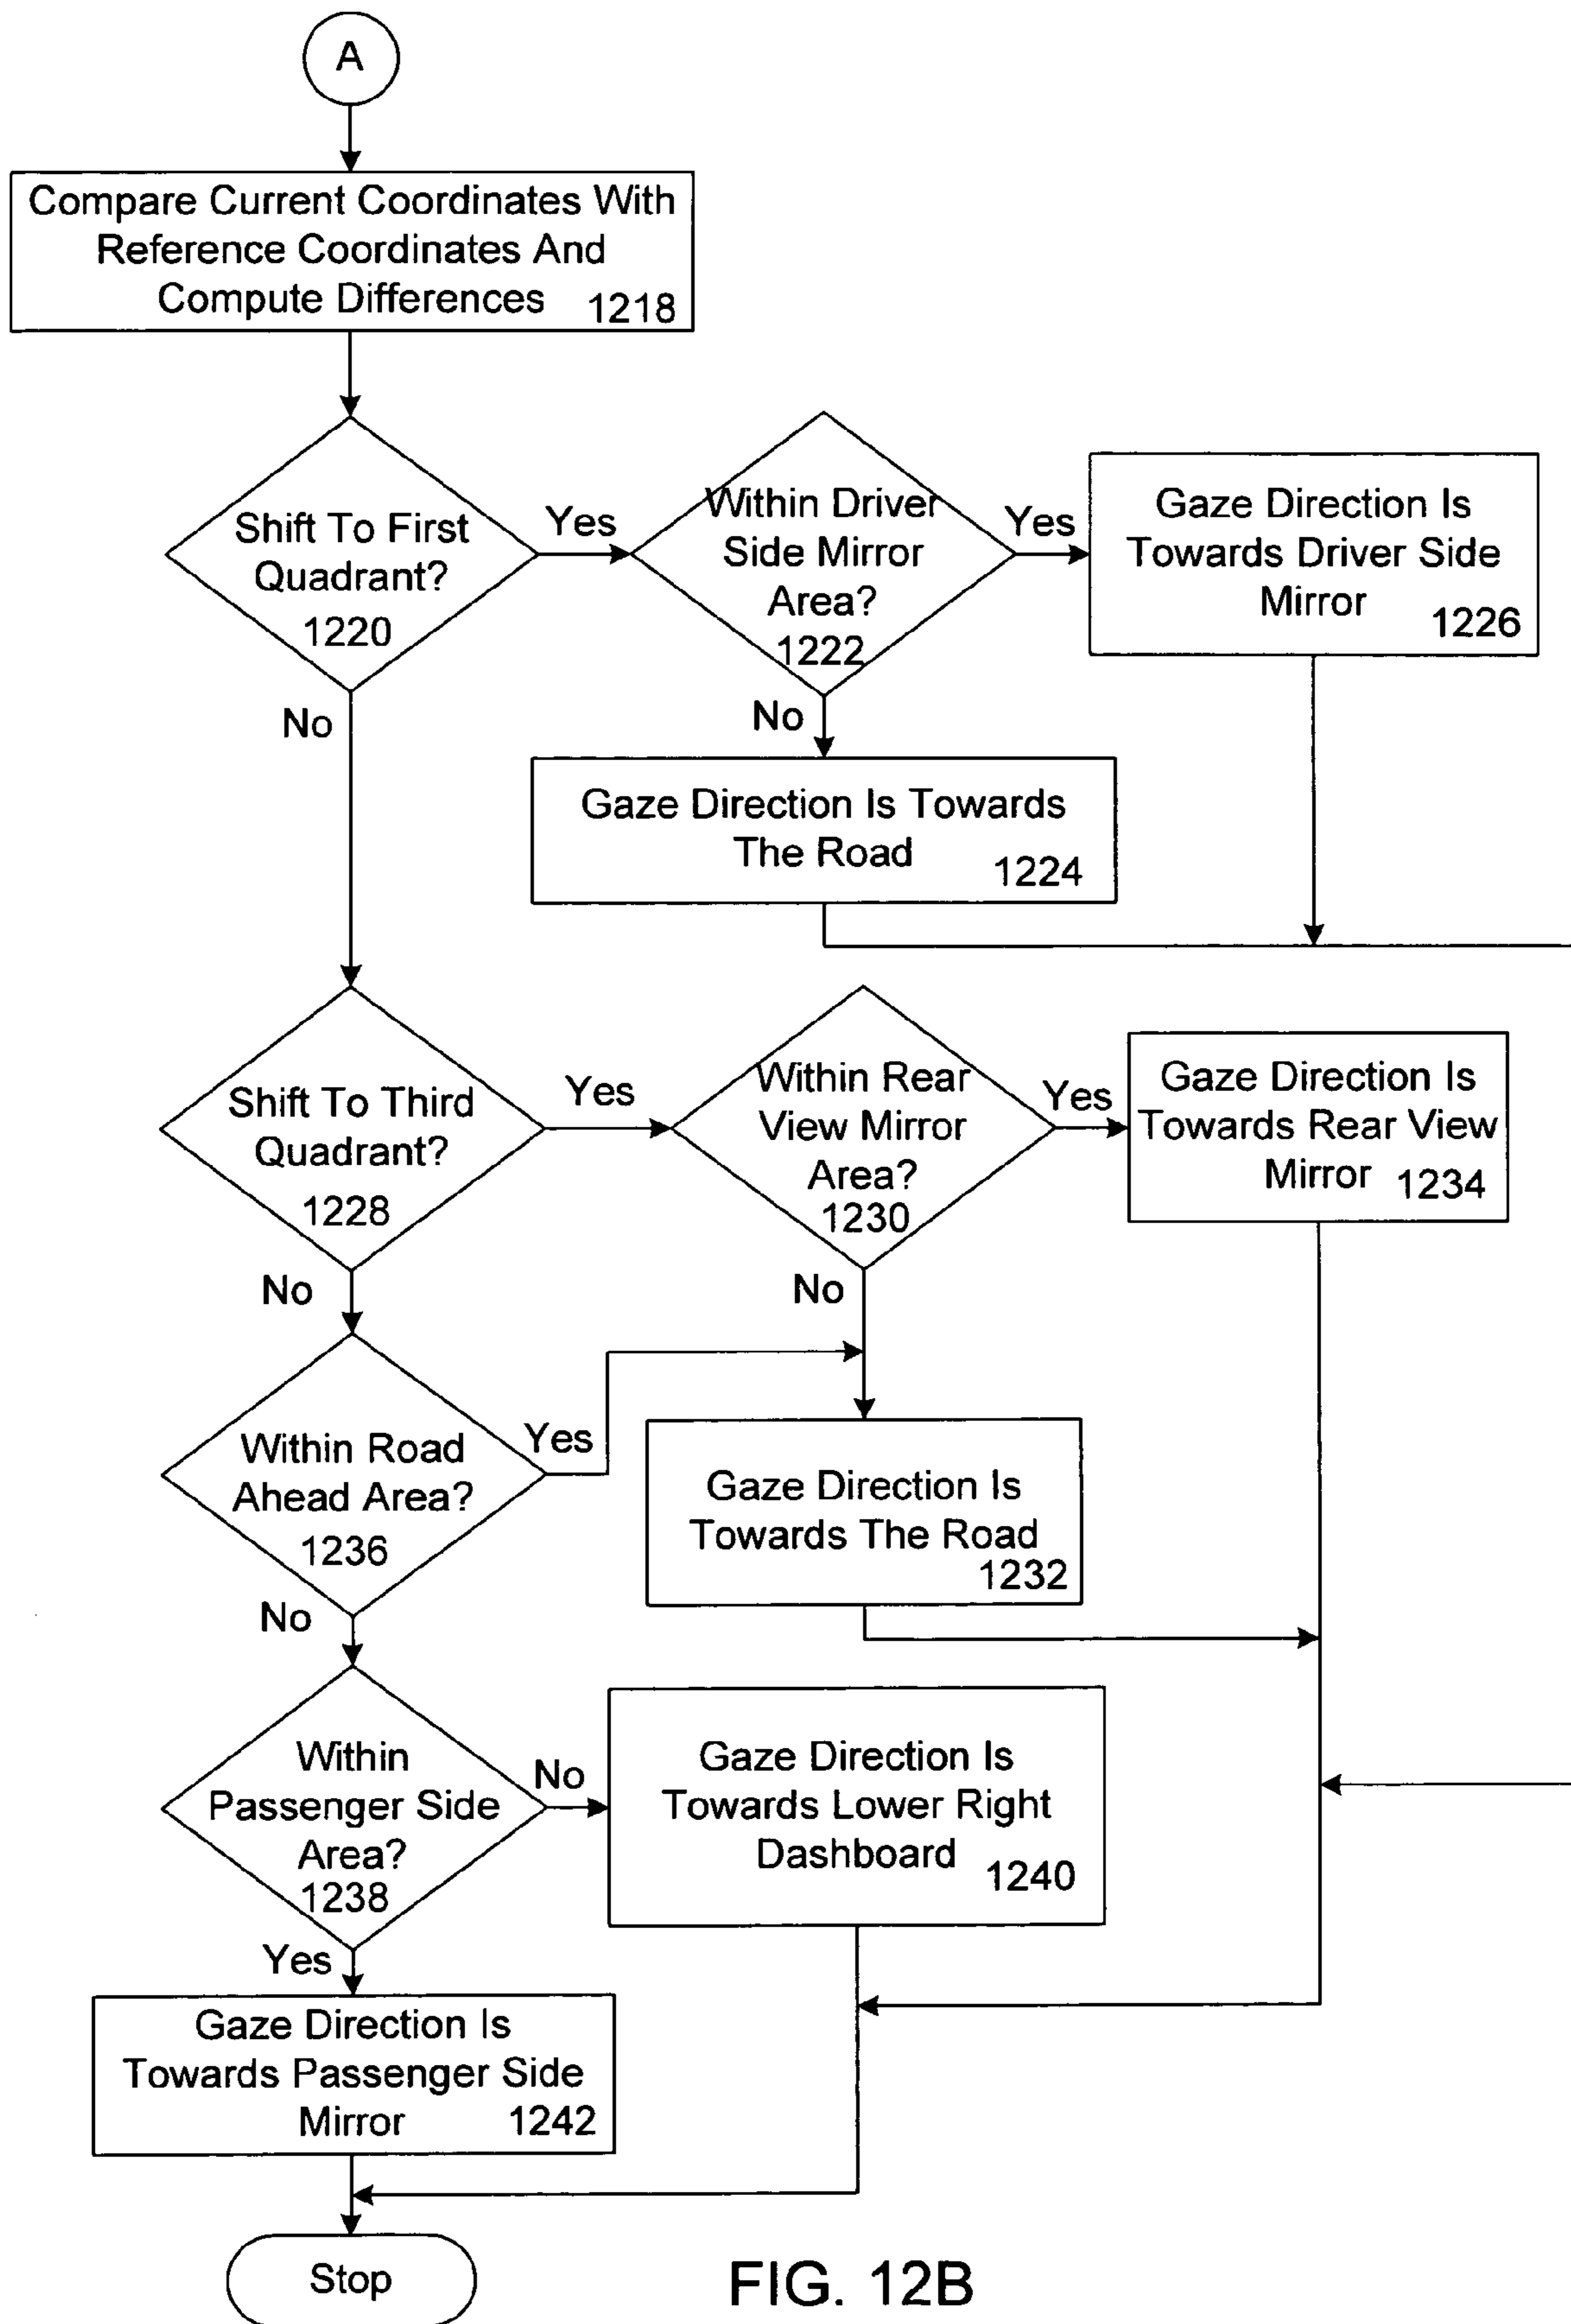 A
Compare Current Coordinates With
Reference Coordinates And
Compute Differences 1218
Shift To First
Quadrant?
1220
Yes
Within Driver
Side Mirror
Area?
1222
Yes
Gaze Direction Is
Towards Driver Side
Mirror 1226
No
No
Gaze Direction Is Towards
The Road 1224
Shift To Third
Quadrant?
1228
Yes
Within Rear
View Mirror
Area?
1230
Yes
Gaze Direction Is
Towards Rear View
Mirror 1234
No
No
Within Road
Ahead Area?
1236
Yes
Gaze Direction Is
Towards The Road
1232
No
Within
Passenger Side
Area?
1238
No
Gaze Direction Is
Towards Lower Right
Dashboard 1240
Yes
Gaze Direction Is
Towards Passenger Side
Mirror 1242
Stop
FIG. 12B